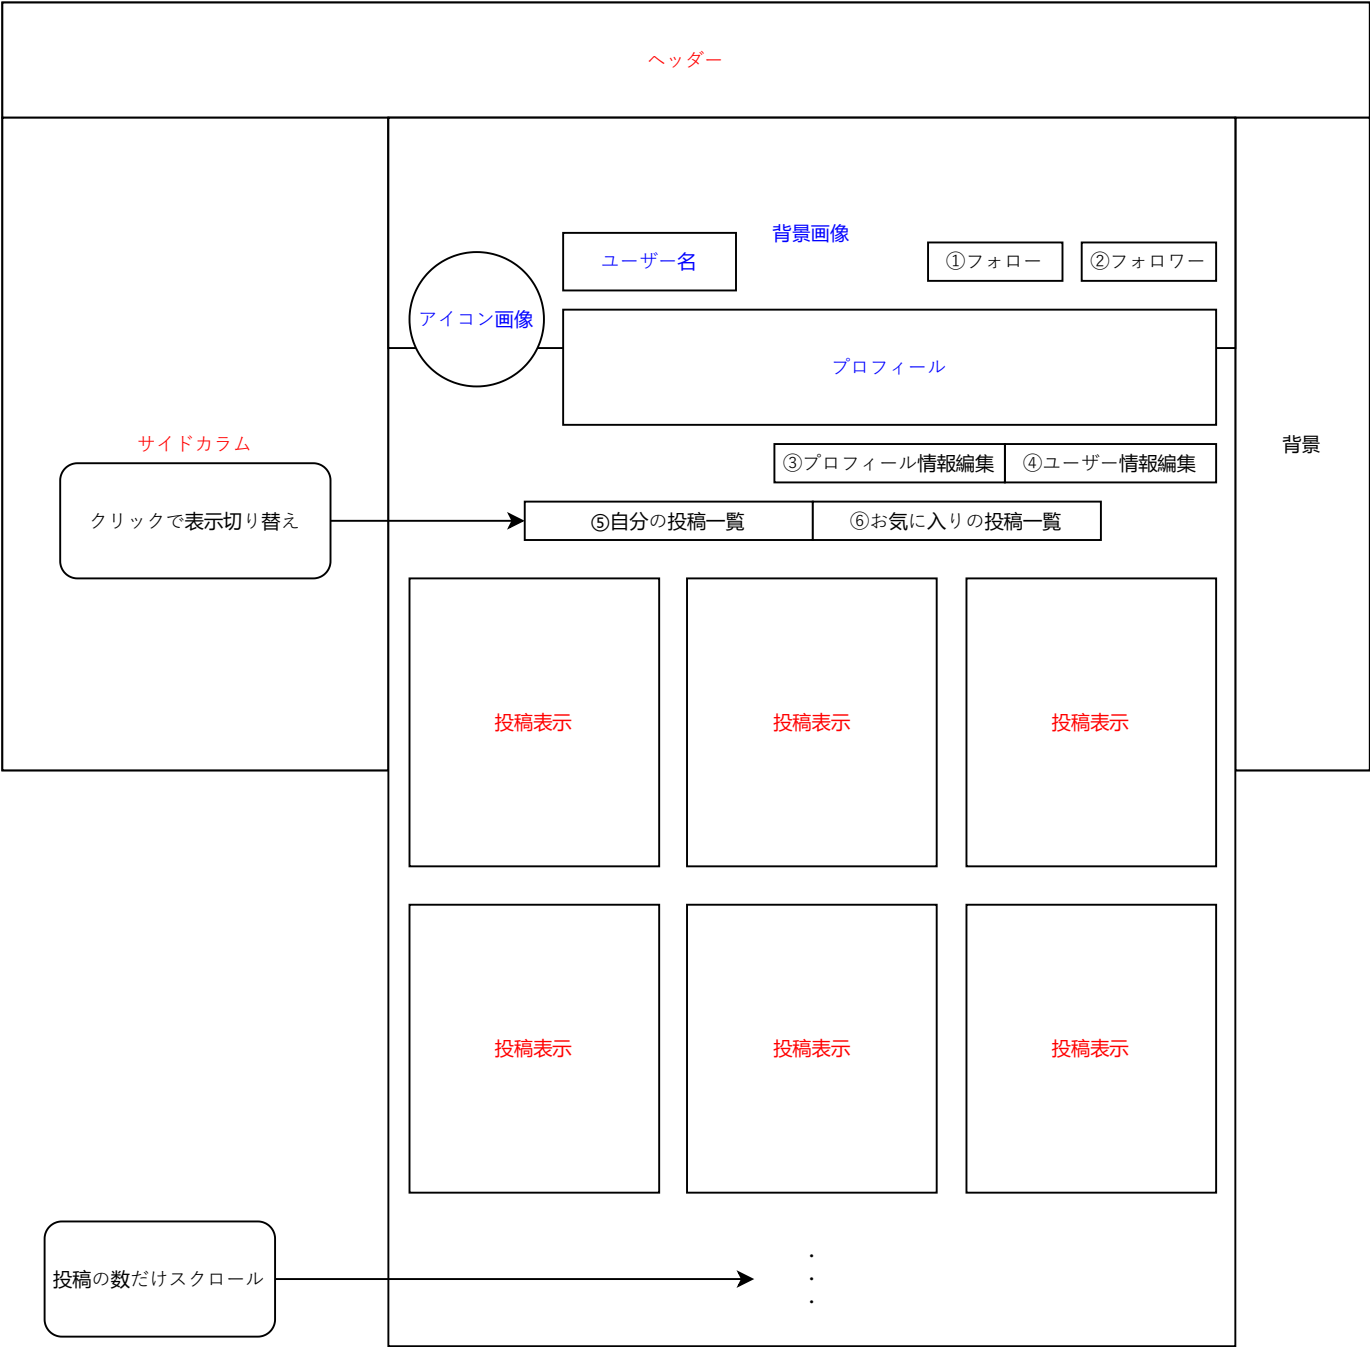 ヘッダー
背景画像
ユーザー名
①フォロー
②フォロワー
アイコン画像
プロフィール
サイドカラム
背景
③プロフィール情報編集
④ユーザー情報編集
クリックで表示切り替え
⑤自分の投稿一覧
⑥お気に入りの投稿一覧
投稿表示
投稿表示
投稿表示
投稿表示
投稿表示
投稿表示
投稿の数だけスクロール
・
・
・